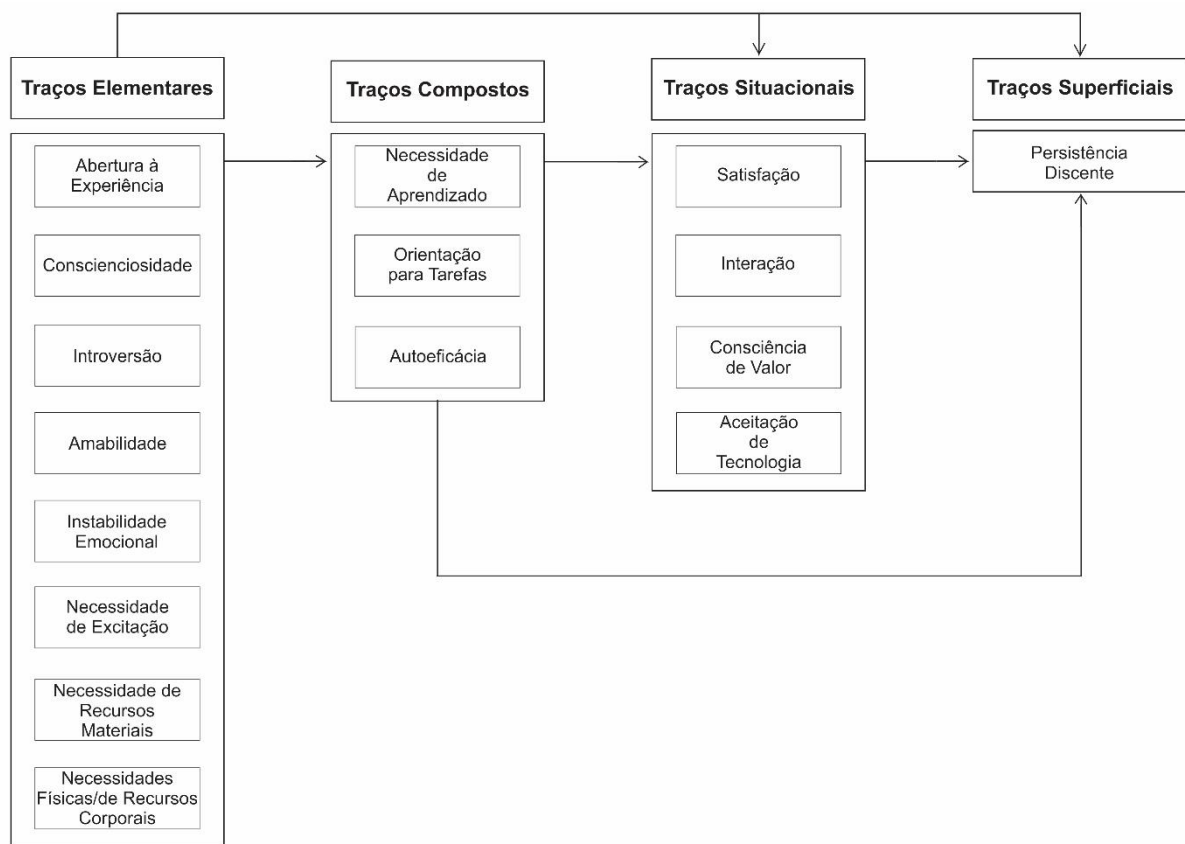 Traços Elementares
Traços Compostos
Traços Situacionais
Traços Superficiais
Abertura à
Experiência
Conscienciosidade
Introversão
Amabilidade
Instabilidade
Emocional
Necessidade
de Excitação
Necessidade de
Recursos
Materiais
Necessidades
Físicas/de Recursos
Corporais
Necessidade
de
Aprendizado
Orientação
para Tarefas
Autoeficácia
Satisfação
Interação
Consciência
de Valor
Aceitação
de
Tecnologia
Persistência
Discente